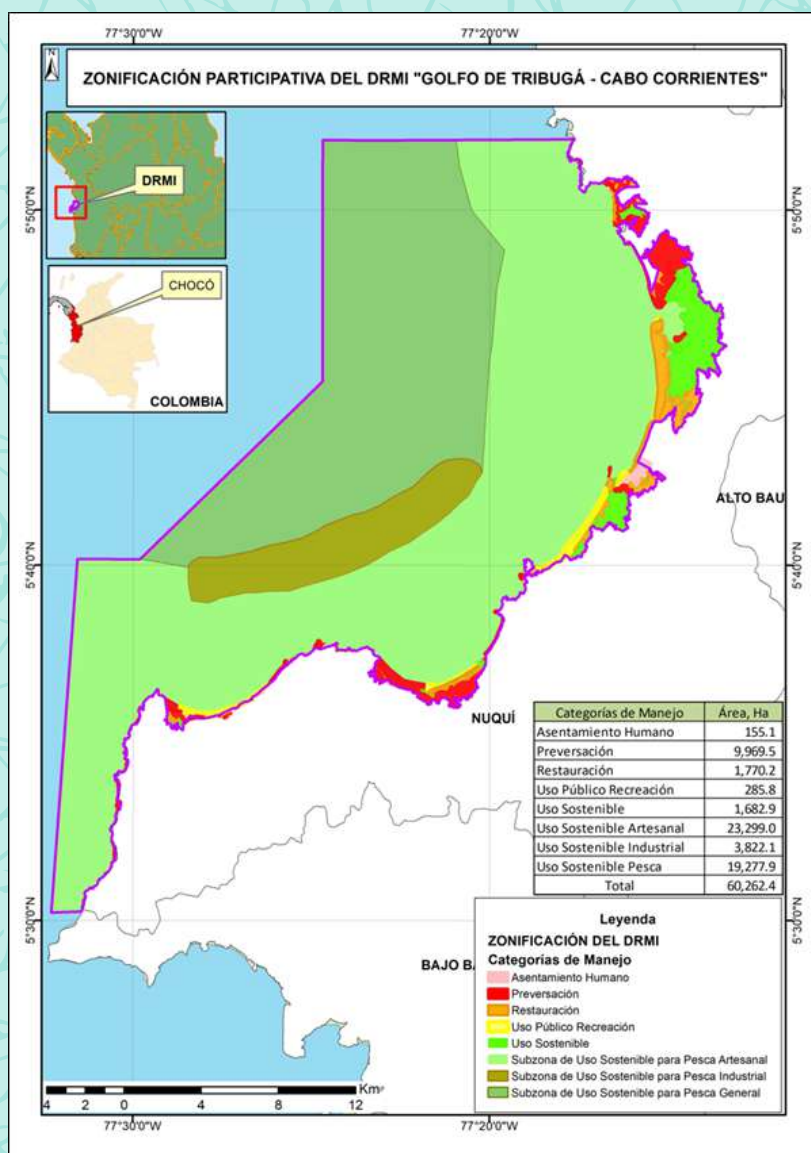 77°30'0"W
77°20'0"W
N
ZONIFICACIÓN PARTICIPATIVA DEL DRMI "GOLFO DE TRIBUGÁ - CABO CORRIENTES"
DRMI
CHOCÓ
COLOMBIA
5°50'0"N
5°50'0"N
ALTO BAU
5°40'0"N
5°40'0"N
NUQUÍ
Categorías de Manejo Área, Ha
Asentamiento Humano 155.1
Preversación 9,969.5
Restauración 1,770.2
Uso Público Recreación 285.8
Uso Sostenible 1,682.9
Uso Sostenible Artesanal 23,299.0
Uso Sostenible Industrial 3,822.1
Uso Sostenible Pesca 19,277.9
Total 60,262.4
5°30'0"N
5°30'0"N
BAJO BA
Leyenda
ZONIFICACIÓN DEL DRMI
Categorías de Manejo
Asentamiento Humano
Preversación
Restauración
Uso Público Recreación
Uso Sostenible
Subzona de Uso Sostenible para Pesca Artesanal
Subzona de Uso Sostenible para Pesca Industrial
Subzona de Uso Sostenible para Pesca General
4 2 0 4 8 12
77°30'0"W
77°20'0"W